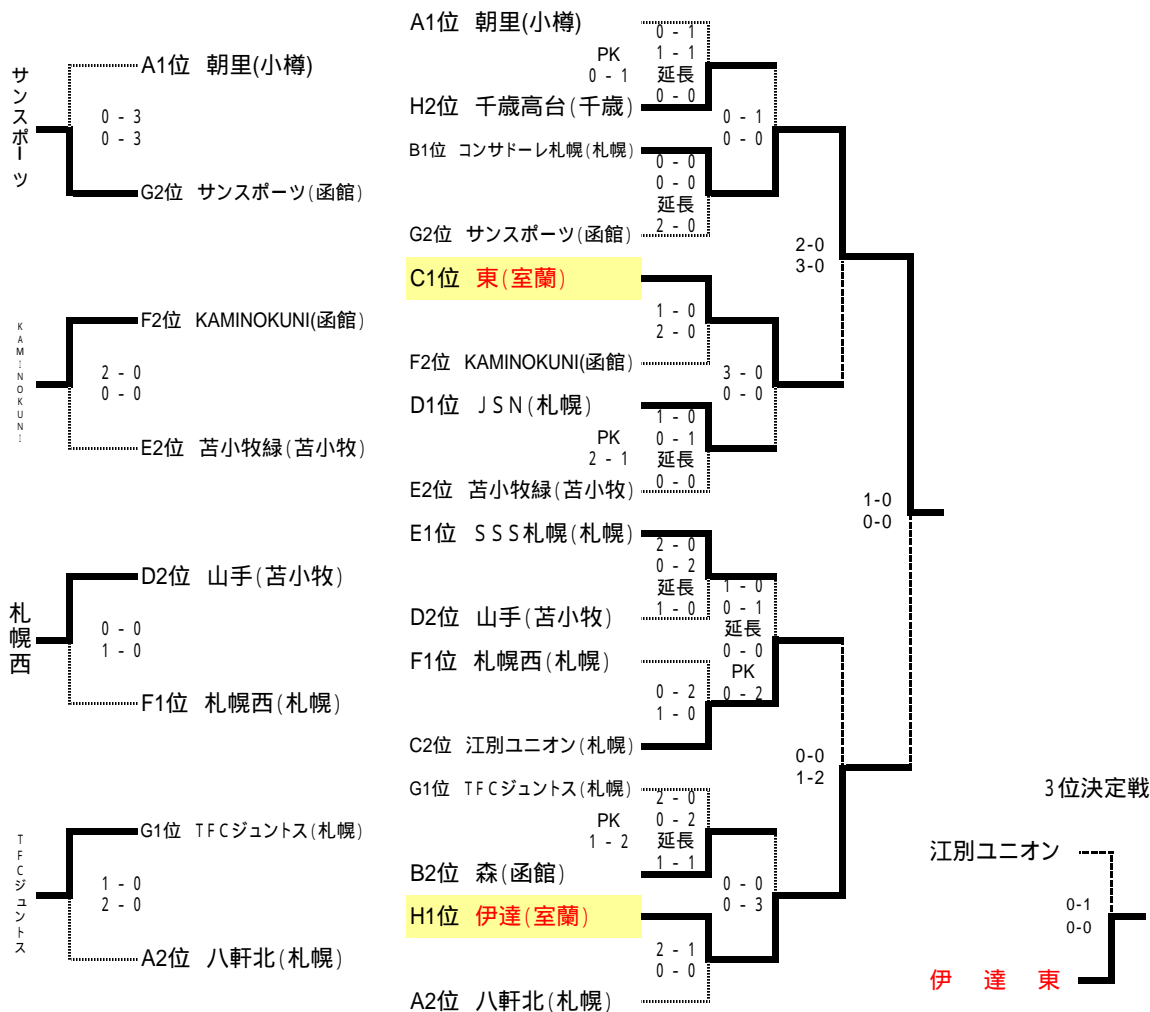 サンスポーツ
A1位 朝里(小樽)
0 - 3
0 - 3
G2位 サンスポーツ(函館)
KAMINOKUNI
F2位 KAMINOKUNI(函館)
2 - 0
0 - 0
E2位 苫小牧緑(苫小牧)
札幌西
D2位 山手(苫小牧)
0 - 0
1 - 0
F1位 札幌西(札幌)
TFCジュントス
G1位 TFCジュントス(札幌)
1 - 0
2 - 0
A2位 八軒北(札幌)
A1位 朝里(小樽)
0 - 1
1 - 1
延長
0 - 0
PK
0 - 1
H2位 千歳高台(千歳)
0 - 1
0 - 0
B1位 コンサドーレ札幌(札幌)
0 - 0
0 - 0
延長
2 - 0
G2位 サンスポーツ(函館)
2-0
3-0
C1位 東(室蘭)
1 - 0
2 - 0
F2位 KAMINOKUNI(函館)
3 - 0
0 - 0
D1位 JSN(札幌)
1 - 0
0 - 1
延長
0 - 0
PK
2 - 1
E2位 苫小牧緑(苫小牧)
1-0
0-0
E1位 SSS札幌(札幌)
2 - 0
0 - 2
延長
1 - 0
D2位 山手(苫小牧)
1 - 0
0 - 1
延長
0 - 0
PK
0 - 2
F1位 札幌西(札幌)
0 - 2
1 - 0
C2位 江別ユニオン(札幌)
0-0
1-2
G1位 TFCジュントス(札幌)
2 - 0
0 - 2
延長
1 - 1
PK
1 - 2
B2位 森(函館)
0 - 0
0 - 3
H1位 伊達(室蘭)
2 - 1
0 - 0
A2位 八軒北(札幌)
3位決定戦
江別ユニオン
0-1
0-0
伊達東